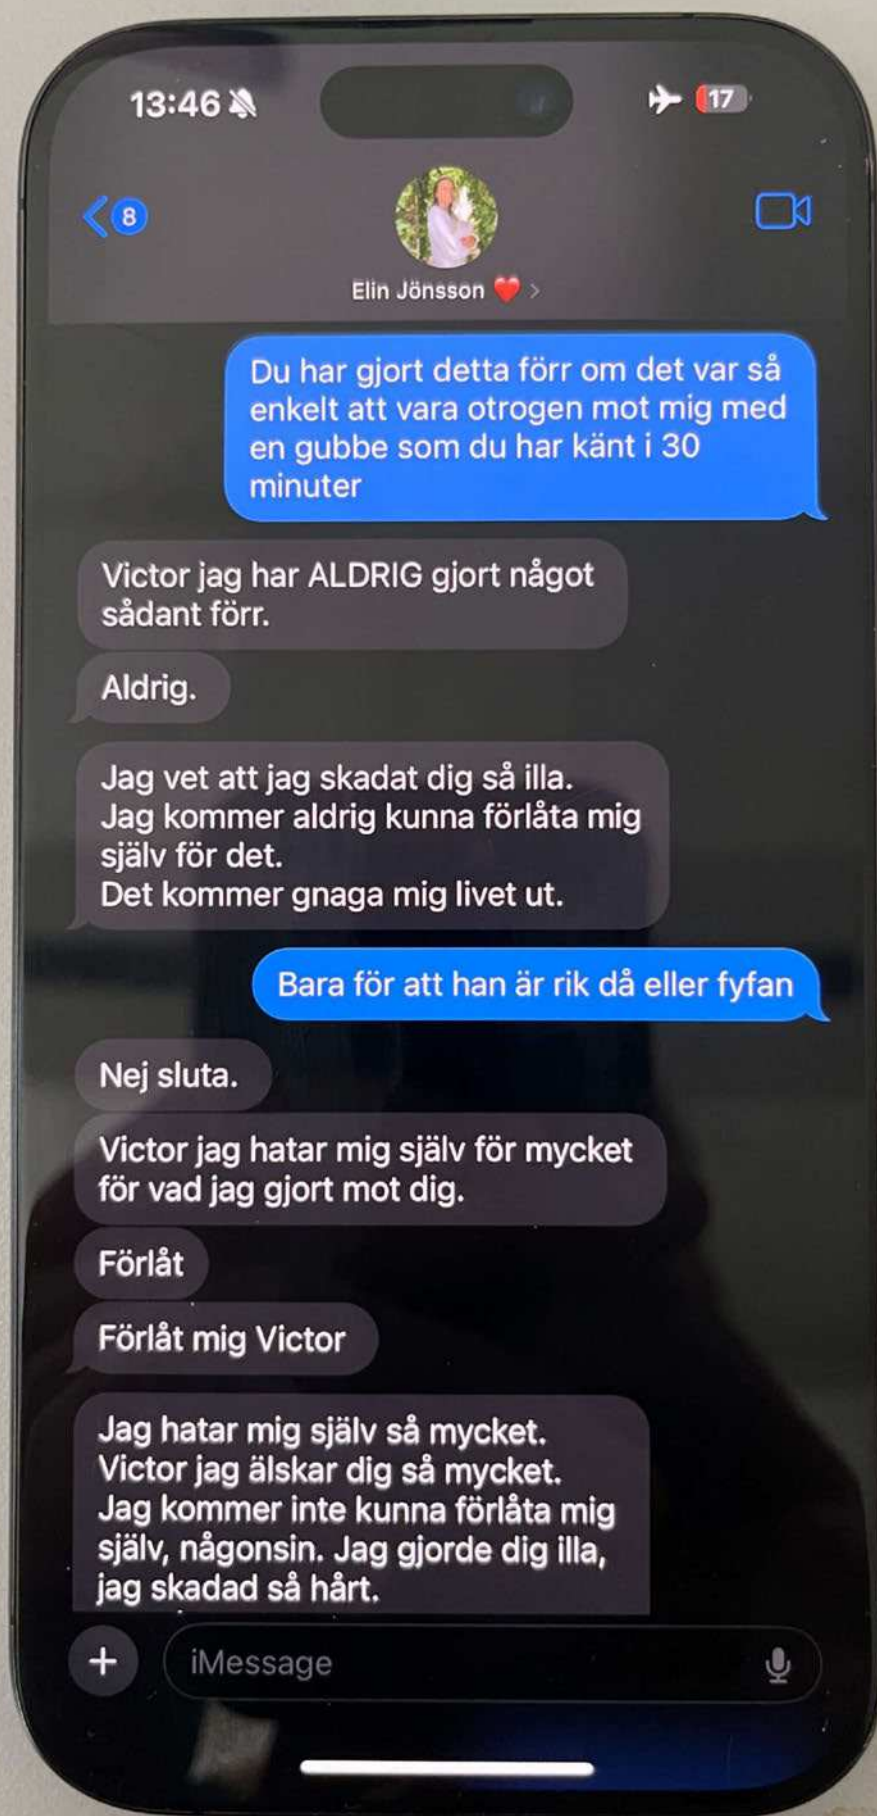 13:46
17
8
Elin Jönsson ❤️ >
Du har gjort detta förr om det var så
enkelt att vara otrogen mot mig med
en gubbe som du har känt i 30
minuter
Victor jag har ALDRIG gjort något
sådant förr.
Aldrig.
Jag vet att jag skadat dig så illa.
Jag kommer aldrig kunna förlåta mig
själv för det.
Det kommer gnaga mig livet ut.
Bara för att han är rik då eller fyfan
Nej sluta.
Victor jag hatar mig själv för mycket
för vad jag gjort mot dig.
Förlåt
Förlåt mig Victor
Jag hatar mig själv så mycket.
Victor jag älskar dig så mycket.
Jag kommer inte kunna förlåta mig
själv, någonsin. Jag gjorde dig illa,
jag skadad så hårt.
iMessage